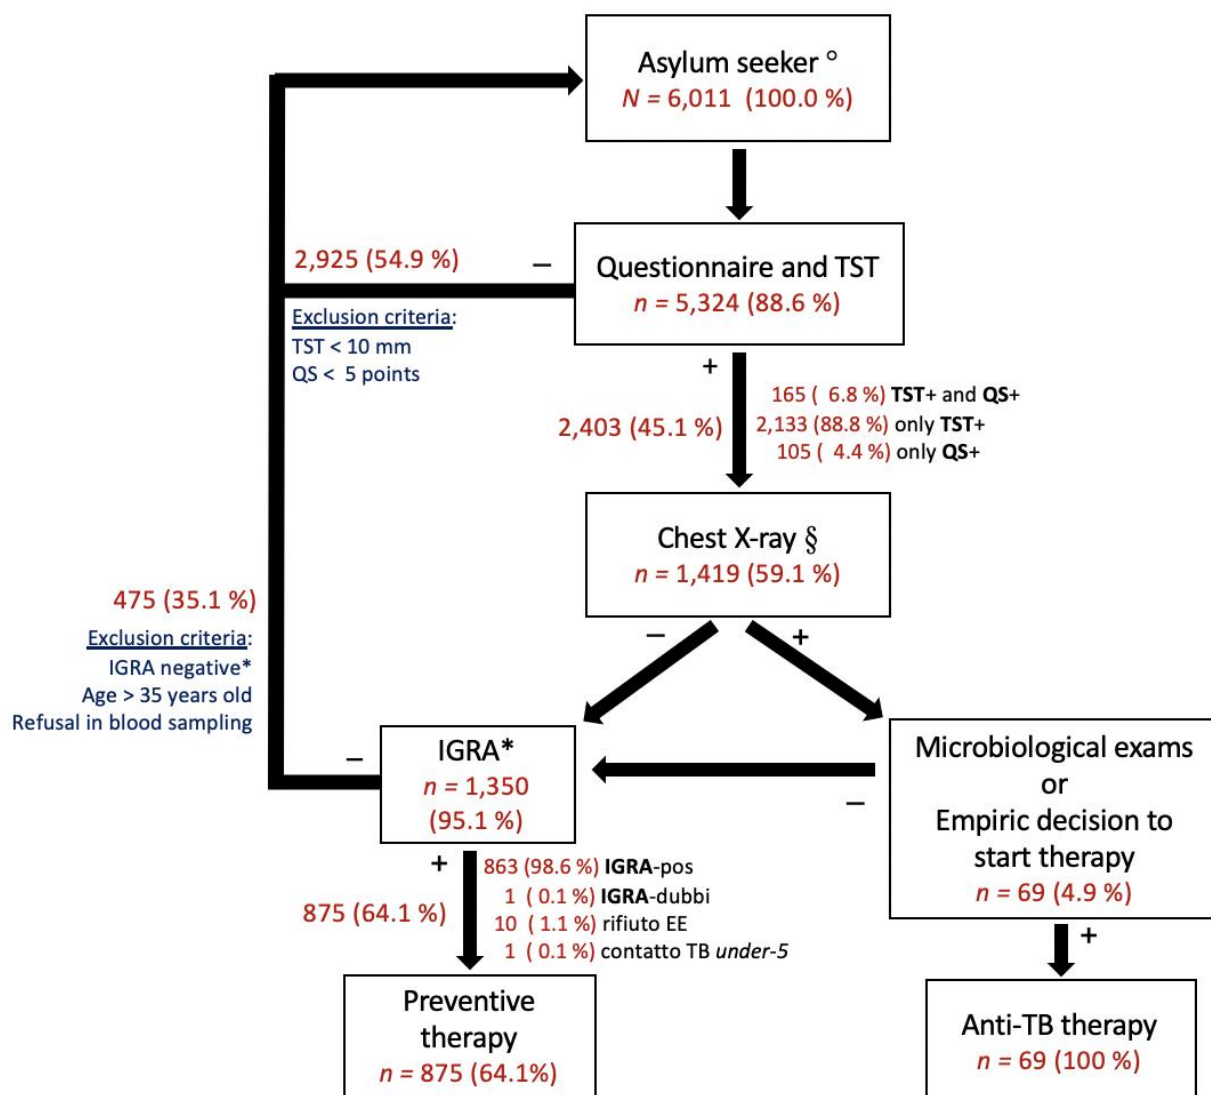 Asylum seeker °
N = 6,011 (100.0 %)
2,925 (54.9 %)
–
Questionnaire and TST
n = 5,324 (88.6 %)
Exclusion criteria:
TST < 10 mm
QS < 5 points
+
2,403 (45.1 %)
165 ( 6.8 %) TST+ and QS+
2,133 (88.8 %) only TST+
105 ( 4.4 %) only QS+
Chest X-ray §
n = 1,419 (59.1 %)
–
+
475 (35.1 %)
Exclusion criteria:
IGRA negative*
Age > 35 years old
Refusal in blood sampling
–
IGRA*
n = 1,350
(95.1 %)
–
Microbiological exams
or
Empiric decision to
start therapy
n = 69 (4.9 %)
+
875 (64.1 %)
863 (98.6 %) IGRA-pos
1 ( 0.1 %) IGRA-dubbi
10 ( 1.1 %) rifiuto EE
1 ( 0.1 %) contatto TB under-5
+
Preventive
therapy
n = 875 (64.1%)
Anti-TB therapy
n = 69 (100 %)